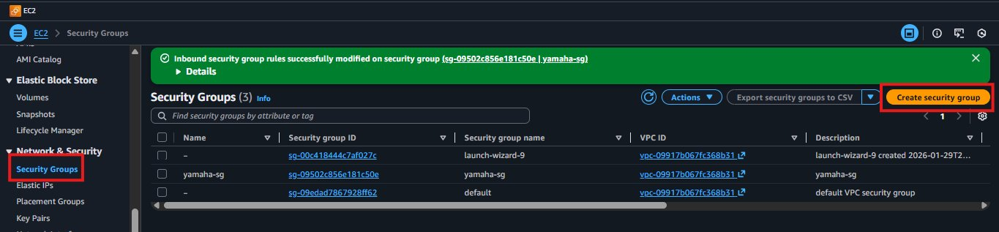 EC2
EC2 > Security Groups
AMI Catalog
Elastic Block Store
Volumes
Snapshots
Lifecycle Manager
Network & Security
Security Groups
Elastic IPs
Placement Groups
Key Pairs
Inbound security group rules successfully modified on security group (sg-09502c856e181c50e | yamaha-sg)
Details
Security Groups (3) Info
Actions
Export security groups to CSV
Create security group
Find security groups by attribute or tag
1
Name Security group ID Security group name VPC ID Description
– sg-00c418444c7af027c launch-wizard-9 vpc-09917b067fc368b31 launch-wizard-9 created 2026-01-29T2...
yamaha-sg sg-09502c856e181c50e yamaha-sg vpc-09917b067fc368b31 yamaha-sg
– sg-09edad7867928ff62 default vpc-09917b067fc368b31 default VPC security group